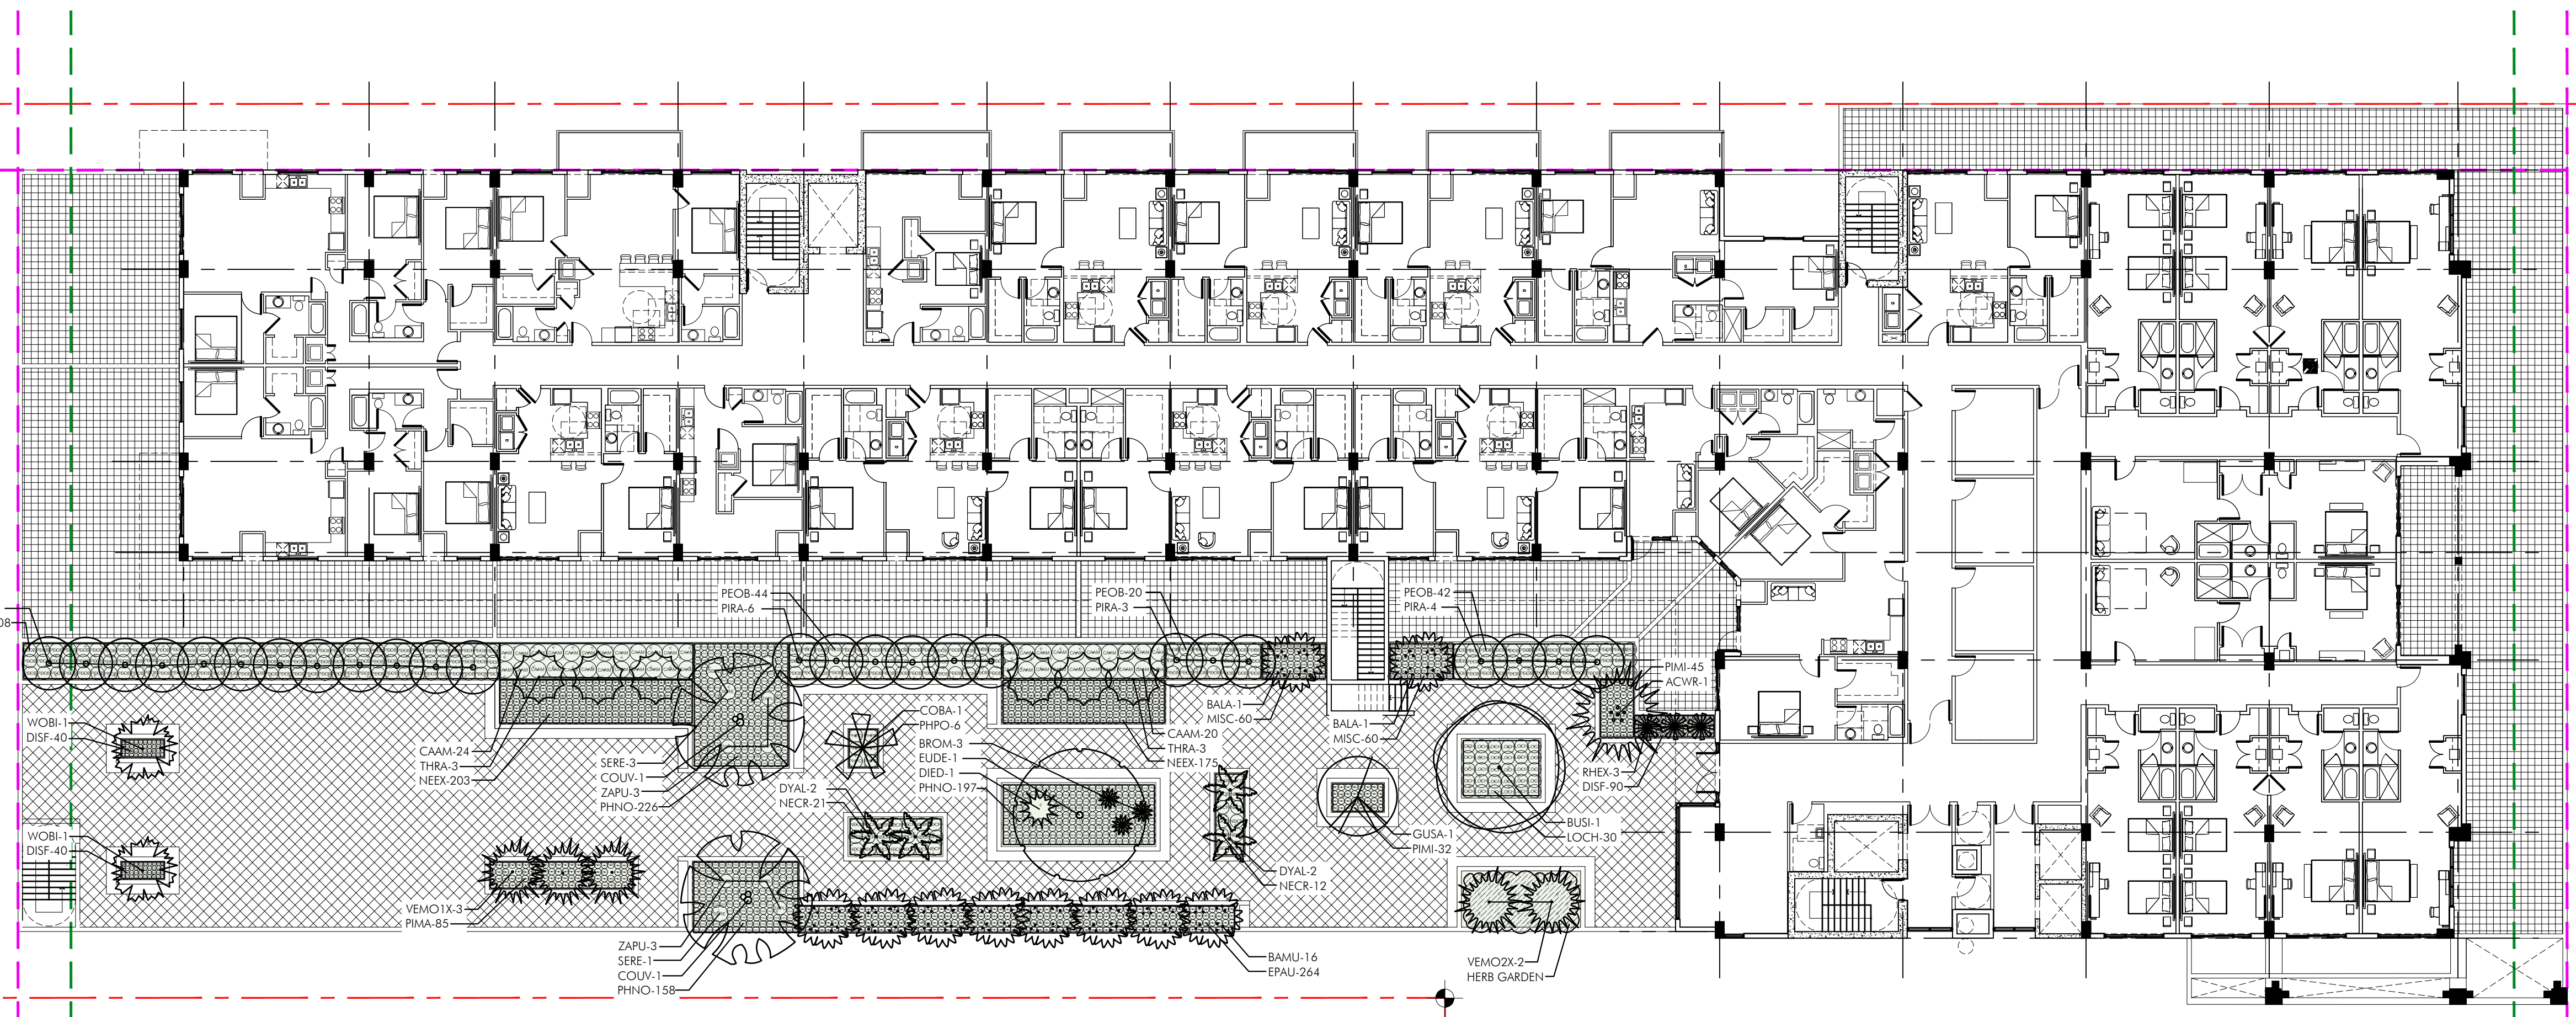 PEOB-44
PIRA-6
PEOB-20
PIRA-3
PEOB-42
PIRA-4
08
PIMI-45
ACWR-1
WOBI-1
DISF-40
COBA-1
PHPO-6
BALA-1
MISC-60
BALA-1
MISC-60
CAAM-24
THRA-3
NEEX-203
SERE-3
COUV-1
ZAPU-3
PHNO-226
BROM-3
EUDE-1
DIED-1
PHNO-197
CAAM-20
THRA-3
NEEX-175
RHEX-3
DISF-90
DYAL-2
NECR-21
WOBI-1
DISF-40
BUSI-1
LOCH-30
GUSA-1
PIMI-32
DYAL-2
NECR-12
VEMO1X-3
PIMA-85
ZAPU-3
SERE-1
COUV-1
PHNO-158
BAMU-16
EPAU-264
VEMO2X-2
HERB GARDEN